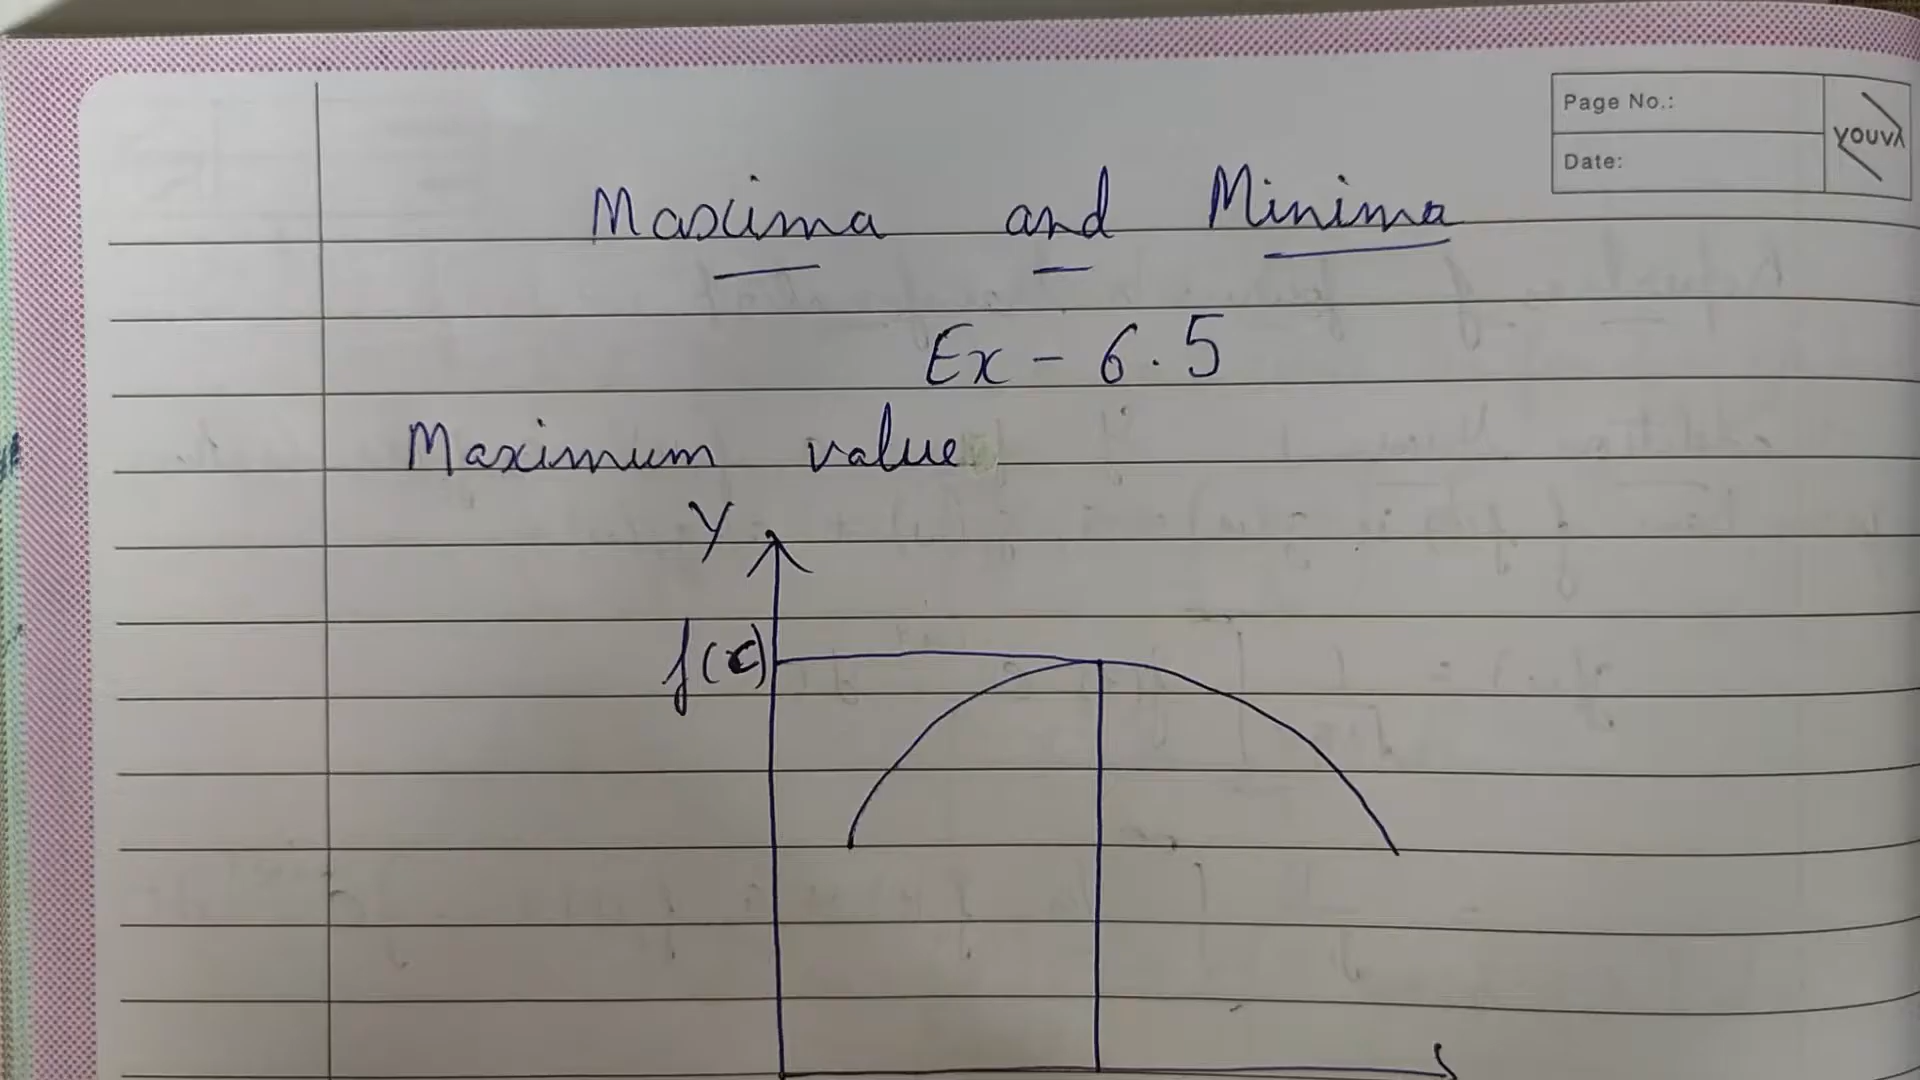 Page No.:
Date:
YOUVA
Maxima and Minima
Ex - 6.5
Maximum value
Y
f(c)